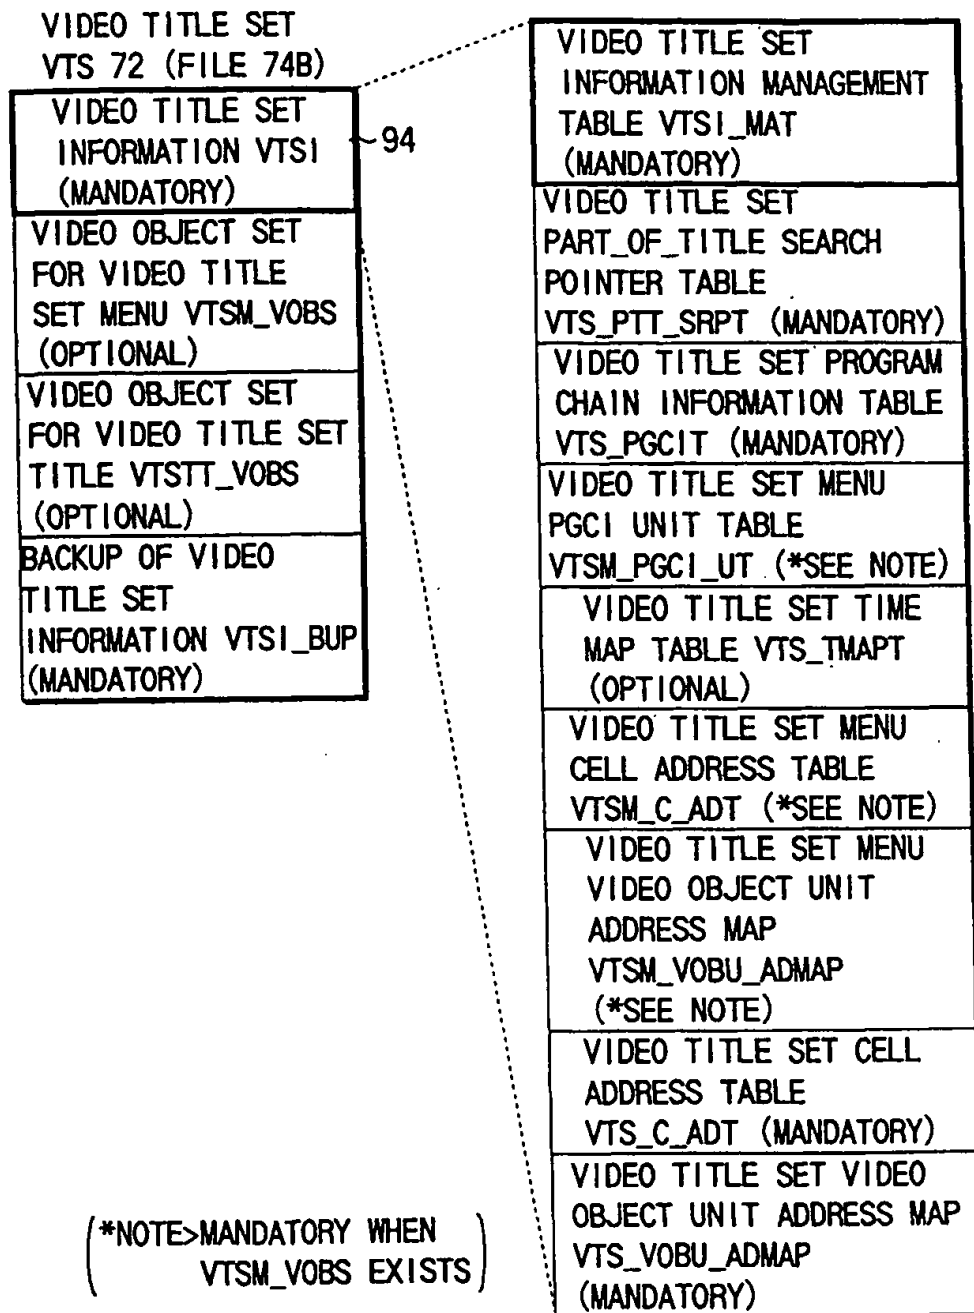 VIDEO TITLE SET
VTS 72 (FILE 74B)
VIDEO TITLE SET
INFORMATION VTSI
(MANDATORY)
94
VIDEO OBJECT SET
FOR VIDEO TITLE
SET MENU VTSM_VOBS
(OPTIONAL)
VIDEO OBJECT SET
FOR VIDEO TITLE SET
TITLE VTSTT_VOBS
(OPTIONAL)
BACKUP OF VIDEO
TITLE SET
INFORMATION VTSI_BUP
(MANDATORY)
VIDEO TITLE SET
INFORMATION MANAGEMENT
TABLE VTSI_MAT
(MANDATORY)
VIDEO TITLE SET
PART_OF_TITLE SEARCH
POINTER TABLE
VTS_PTT_SRPT (MANDATORY)
VIDEO TITLE SET PROGRAM
CHAIN INFORMATION TABLE
VTS_PGCIT (MANDATORY)
VIDEO TITLE SET MENU
PGCI UNIT TABLE
VTSM_PGCI_UT (*SEE NOTE)
VIDEO TITLE SET TIME
MAP TABLE VTS_TMAPT
(OPTIONAL)
VIDEO TITLE SET MENU
CELL ADDRESS TABLE
VTSM_C_ADT (*SEE NOTE)
VIDEO TITLE SET MENU
VIDEO OBJECT UNIT
ADDRESS MAP
VTSM_VOBU_ADMAP
(*SEE NOTE)
VIDEO TITLE SET CELL
ADDRESS TABLE
VTS_C_ADT (MANDATORY)
VIDEO TITLE SET VIDEO
OBJECT UNIT ADDRESS MAP
VTS_VOBU_ADMAP
(MANDATORY)
(*NOTE>MANDATORY WHEN
VTSM_VOBS EXISTS)